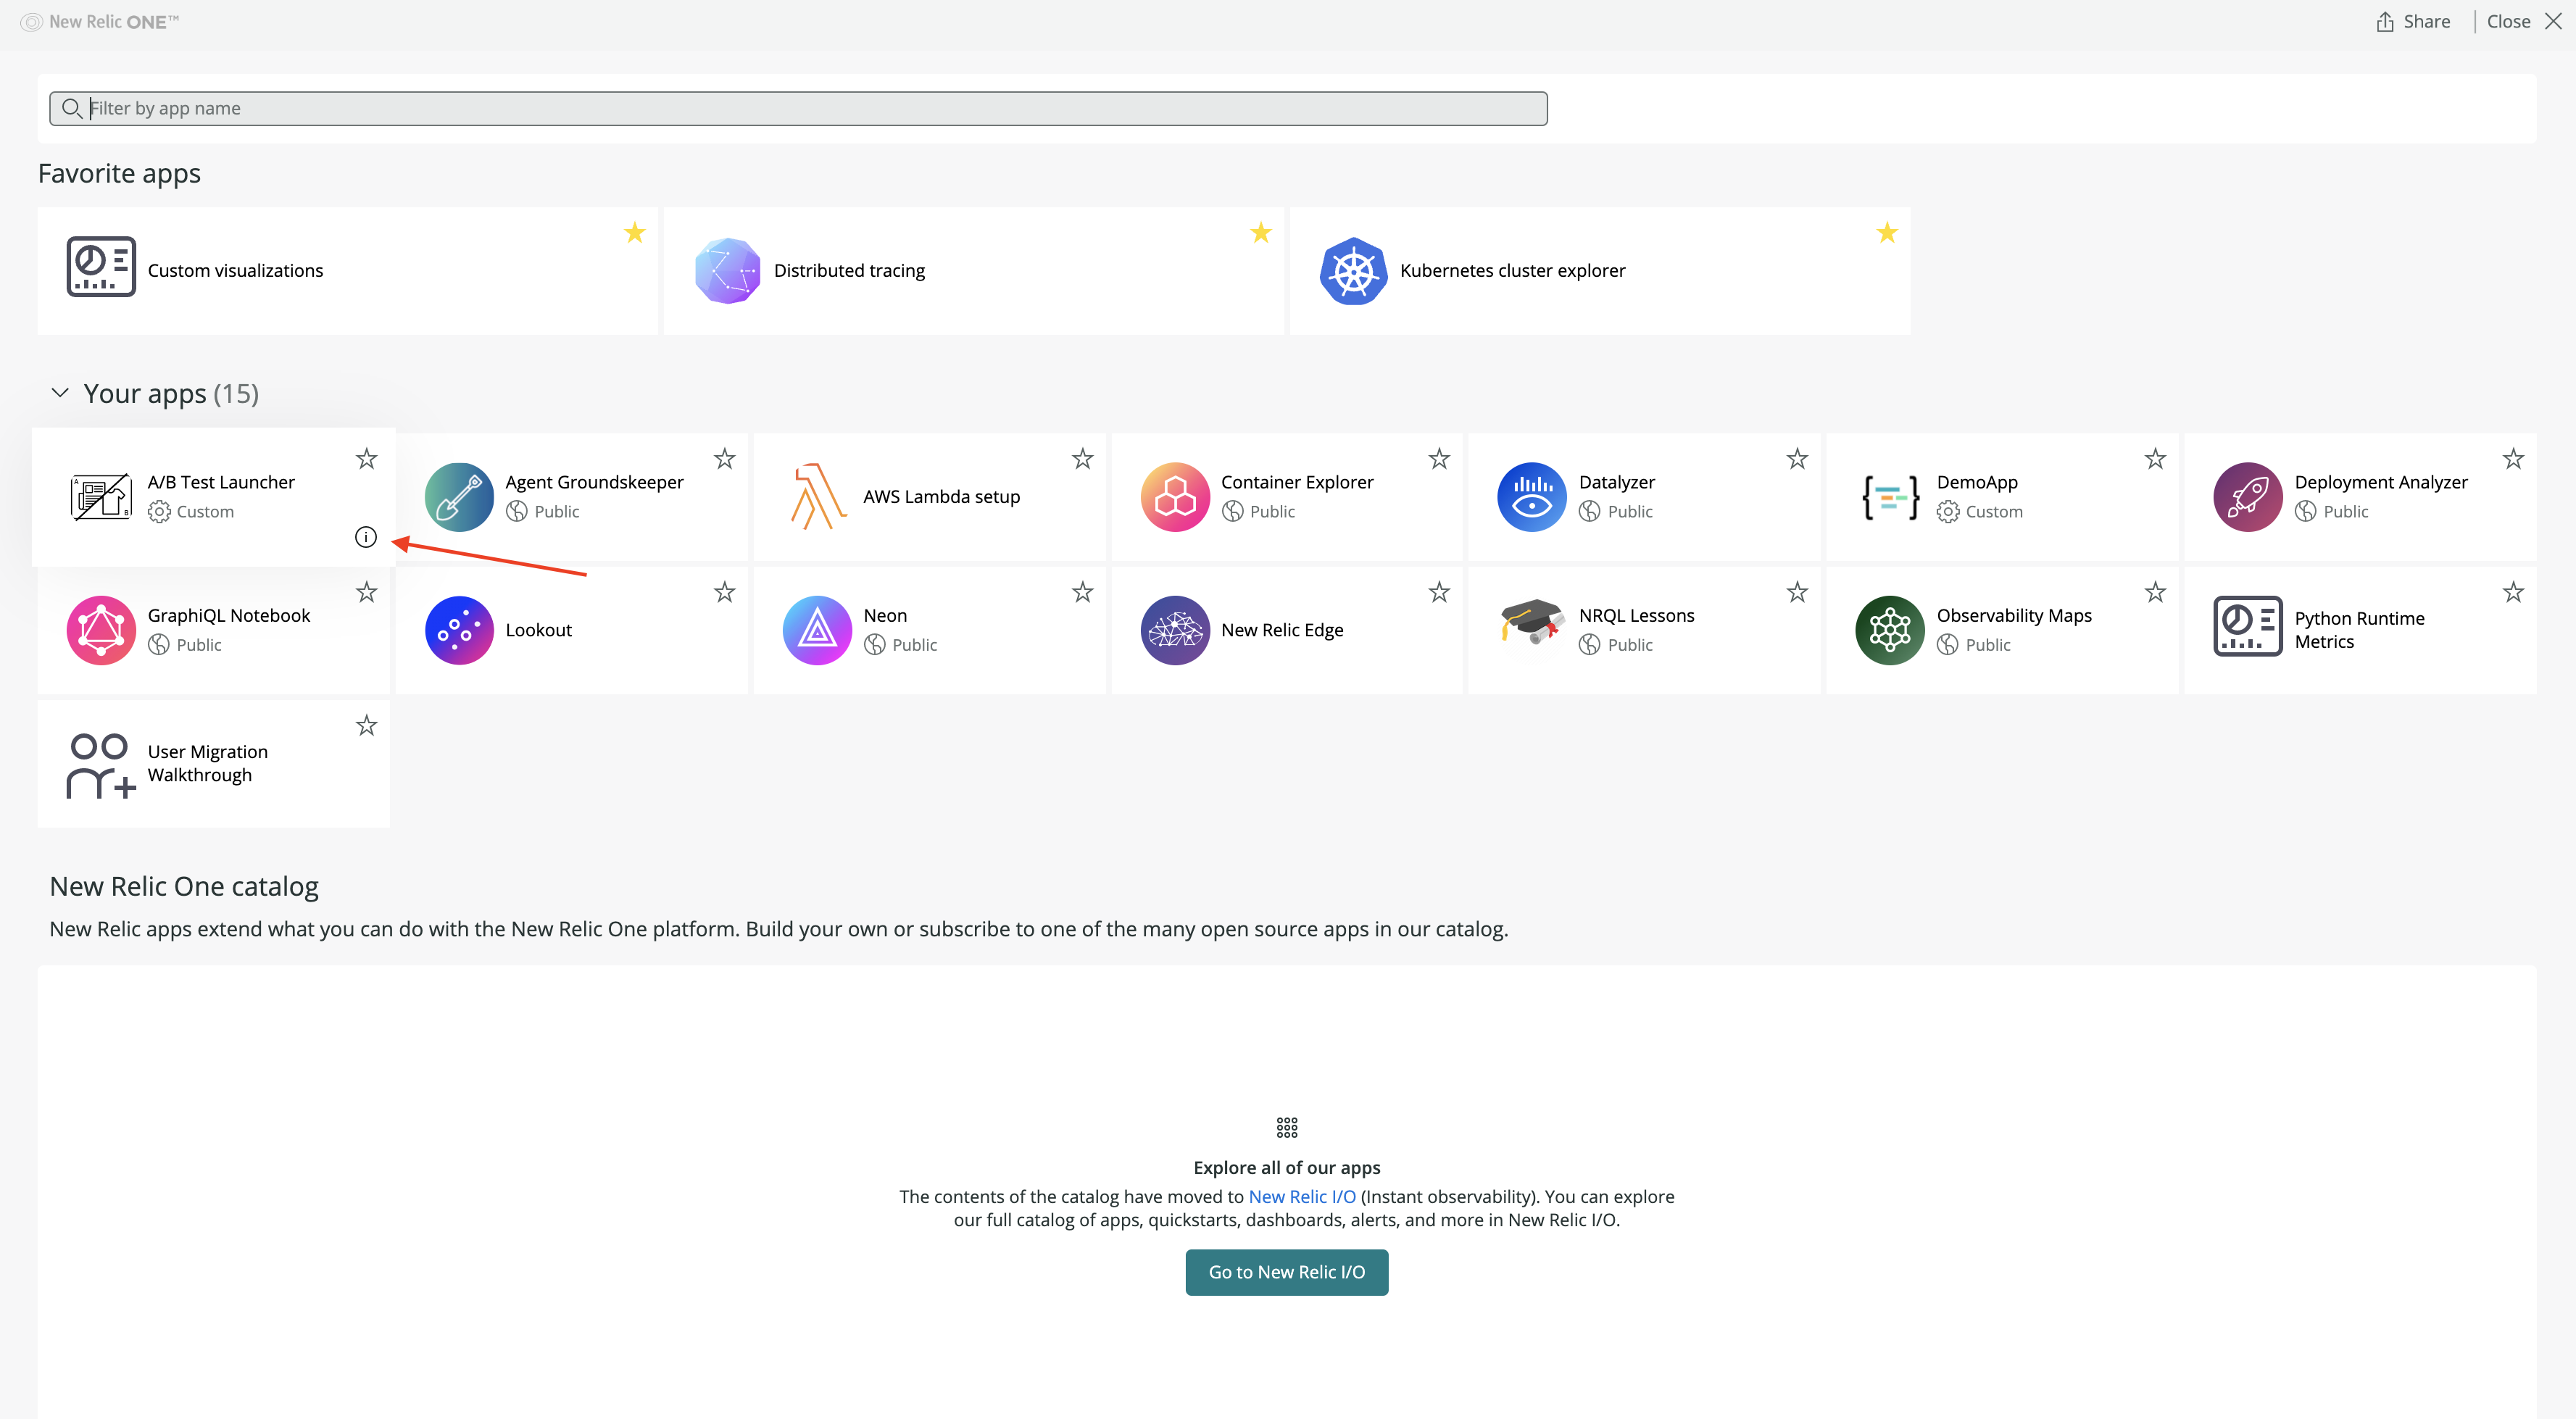 New Relic ONE™
Share
Close
Filter by app name
Favorite apps
Custom visualizations
Distributed tracing
Kubernetes cluster explorer
Your apps (15)
A/B Test Launcher
Custom
A
B
Agent Groundskeeper
Public
AWS Lambda setup
Container Explorer
Public
Datalyzer
Public
DemoApp
Custom
Deployment Analyzer
Public
GraphiQL Notebook
Public
Lookout
Neon
Public
New Relic Edge
NRQL Lessons
Public
Observability Maps
Public
Python Runtime
Metrics
User Migration
Walkthrough
New Relic One catalog
New Relic apps extend what you can do with the New Relic One platform. Build your own or subscribe to one of the many open source apps in our catalog.
Explore all of our apps
The contents of the catalog have moved to New Relic I/O (Instant observability). You can explore
our full catalog of apps, quickstarts, dashboards, alerts, and more in New Relic I/O.
Go to New Relic I/O